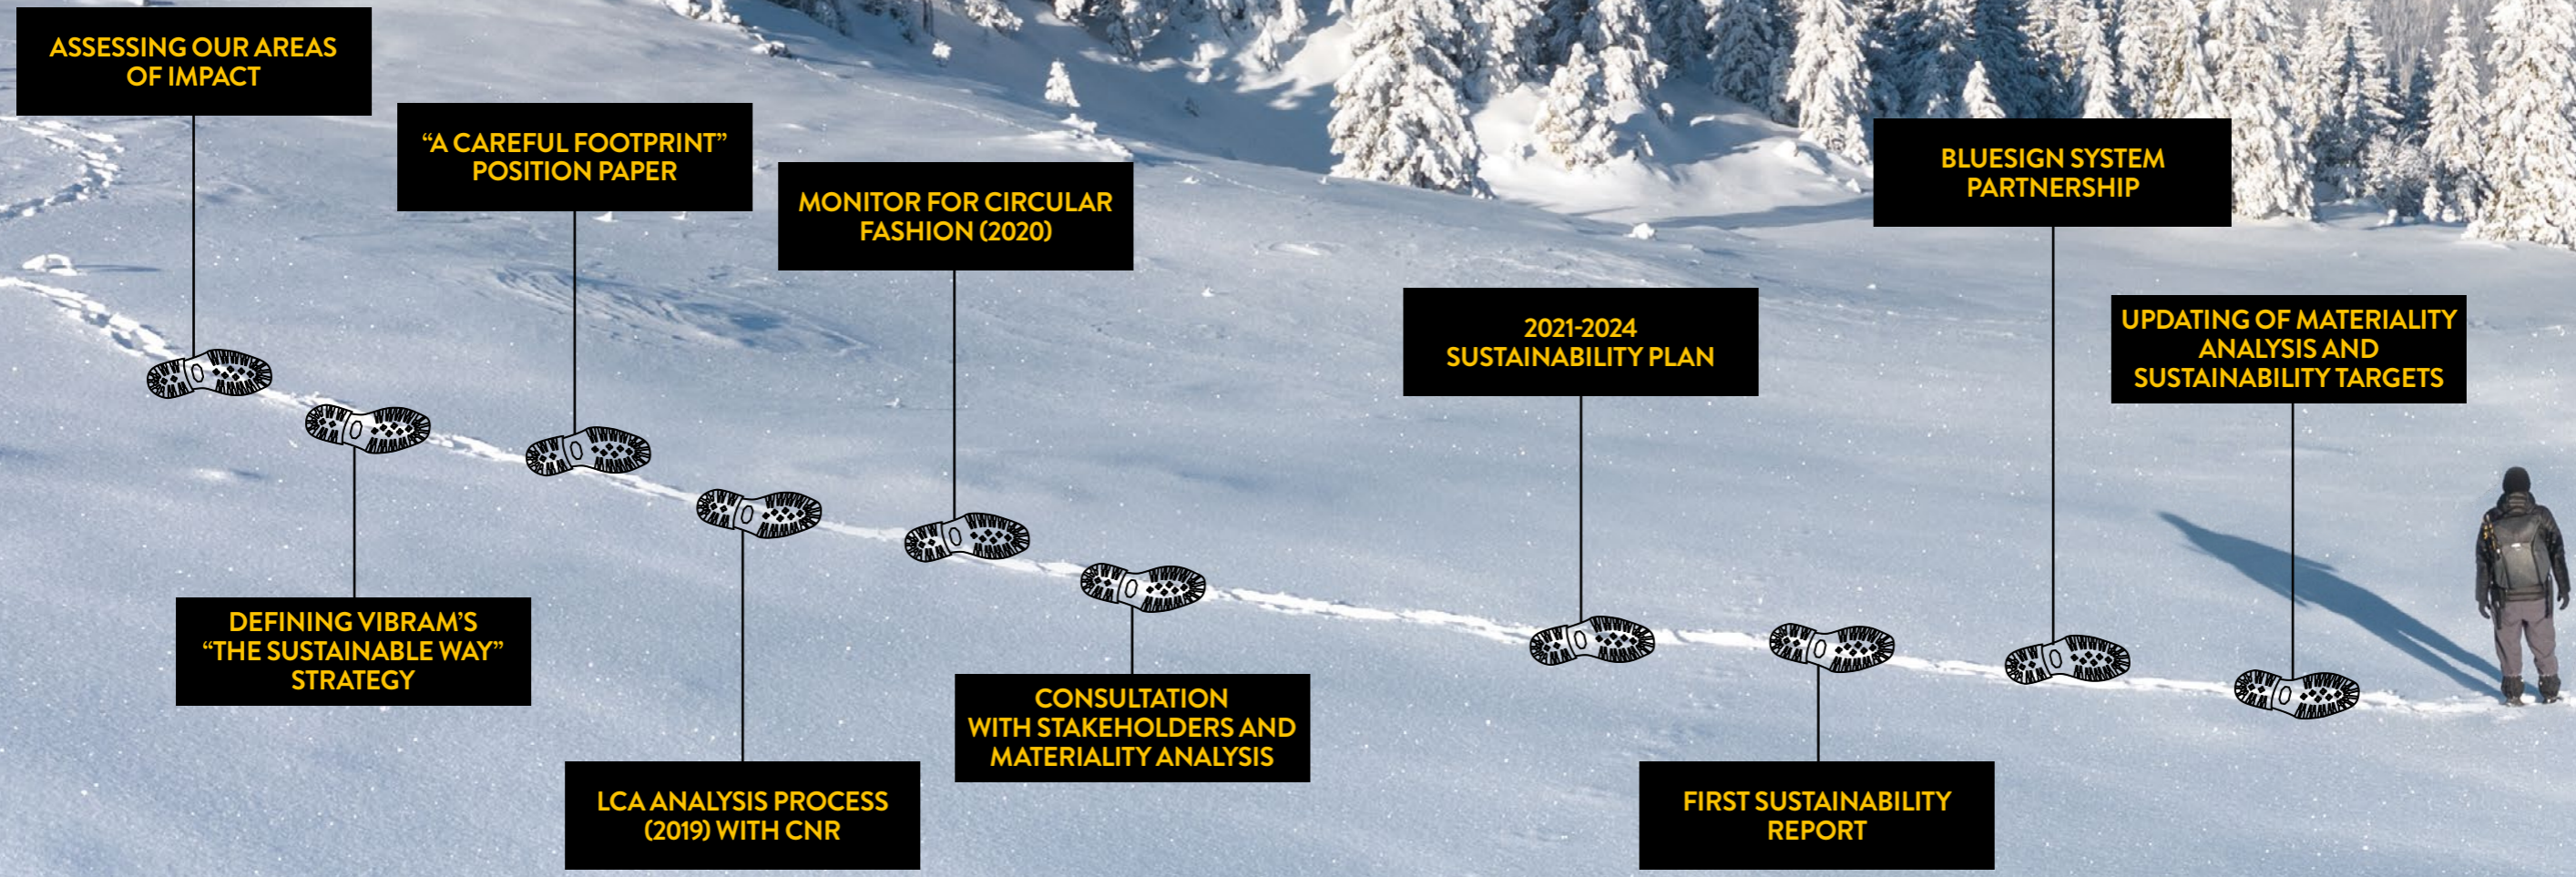 ASSESSING OUR AREAS
OF IMPACT
DEFINING VIBRAM'S
“THE SUSTAINABLE WAY”
STRATEGY
“A CAREFUL FOOTPRINT”
POSITION PAPER
LCA ANALYSIS PROCESS
(2019) WITH CNR
MONITOR FOR CIRCULAR
FASHION (2020)
CONSULTATION
WITH STAKEHOLDERS AND
MATERIALITY ANALYSIS
2021-2024
SUSTAINABILITY PLAN
FIRST SUSTAINABILITY
REPORT
BLUESIGN SYSTEM
PARTNERSHIP
UPDATING OF MATERIALITY
ANALYSIS AND
SUSTAINABILITY TARGETS